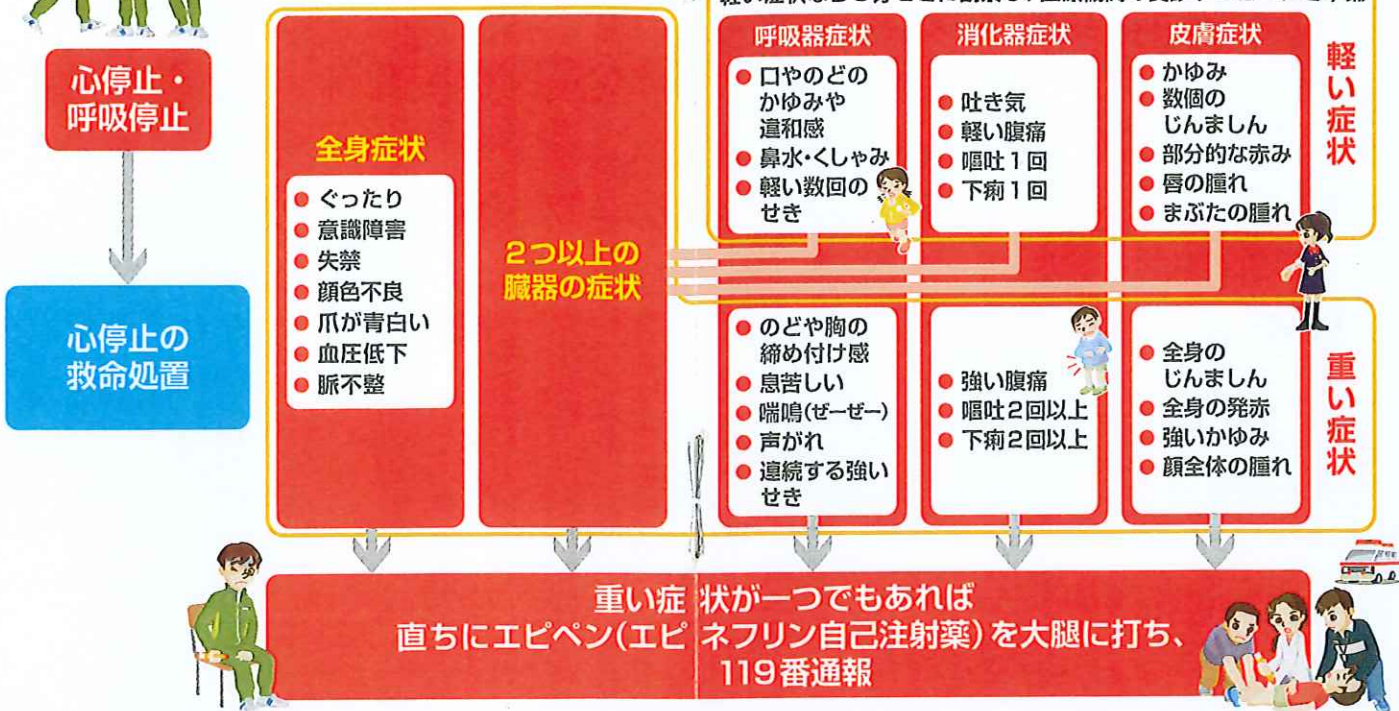 心停止・
呼吸停止
心停止の
救命処置
全身症状
● ぐったり
● 意識障害
● 失禁
● 顔色不良
● 爪が青白い
● 血圧低下
● 脈不整
2つ以上の
臓器の症状
呼吸器症状
● 口やのどの
かゆみや
違和感
● 鼻水・くしゃみ
● 軽い数回の
せき
消化器症状
● 吐き気
● 軽い腹痛
● 嘔吐1回
● 下痢1回
皮膚症状
● かゆみ
● 数個の
じんましん
● 部分的な赤み
● 唇の腫れ
● まぶたの腫れ
軽い症状
● のどや胸の
締め付け感
● 息苦しい
● 喘鳴(ぜーぜー)
● 声がれ
● 連続する強い
せき
● 強い腹痛
● 嘔吐2回以上
● 下痢2回以上
● 全身の
じんましん
● 全身の発赤
● 強いかゆみ
● 顔全体の腫れ
重い症状
重い症状が一つでもあれば
直ちにエピペン(エピネフリン自己注射薬)を大腿に打ち、
119番通報